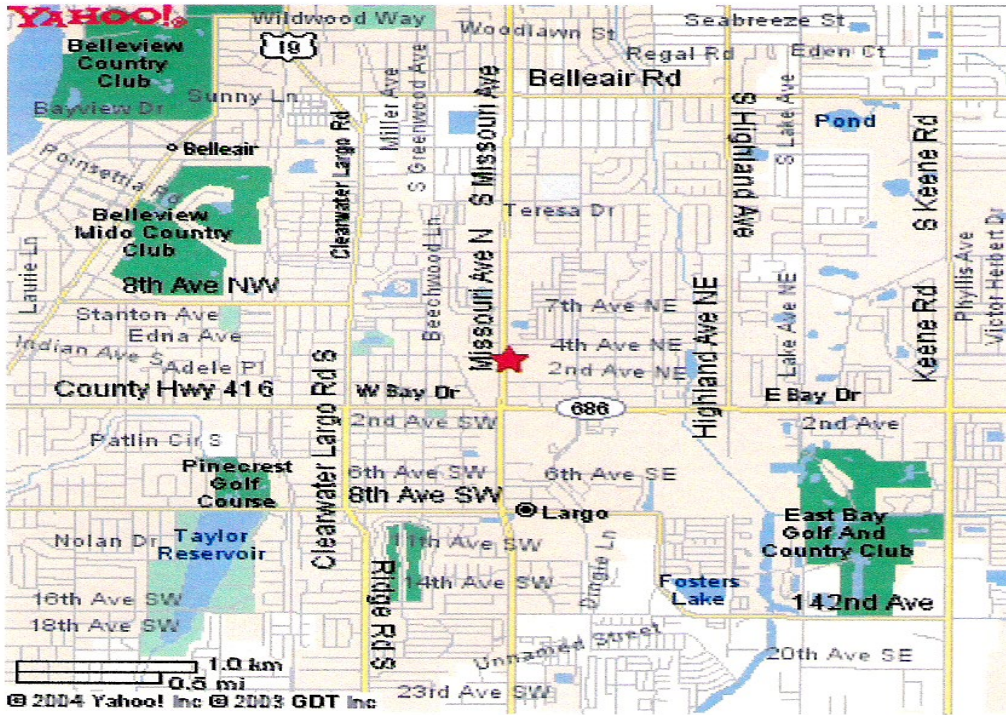 YAHOO!®
Wildwood Way
Woodlawn St
Seabreeze St
Belleview
Country
Club
19
Regal Rd
Eden Ct
Belleair Rd
Bayview Dr
Sunny Ln
Miller Ave
S Greenwood Ave
S Missouri Ave
S Highland Ave
S Lake Ave
Pond
S Keene Rd
Clearwater Largo Rd
Belleair
Poinsettia Rd
Belleview
Mido Country
Club
Teresa Dr
Laurie Ln
Beechwood Ln
Missouri Ave N
Phyllis Ave
Victor Herbert Dr
8th Ave NW
7th Ave NE
Highland Ave NE
Lake Ave NE
Keene Rd
Stanton Ave
Edna Ave
Indian Ave S
Adele Pl
4th Ave NE
2nd Ave NE
County Hwy 416
W Bay Dr
686
E Bay Dr
Clearwater Largo Rd S
2nd Ave SW
2nd Ave
Patlin Cir S
Pinecrest
Golf
Course
6th Ave SW
6th Ave SE
8th Ave SW
Largo
East Bay
Golf And
Country Club
Nolan Dr
Taylor
Reservoir
11th Ave SW
14th Ave SW
Ridge Rd S
Dingle Ln
Fosters
Lake
142nd Ave
16th Ave SW
18th Ave SW
Unnamed Street
20th Ave SE
1.0 km
0.5 mi
23rd Ave SW
© 2004 Yahoo! Inc © 2003 GDT Inc